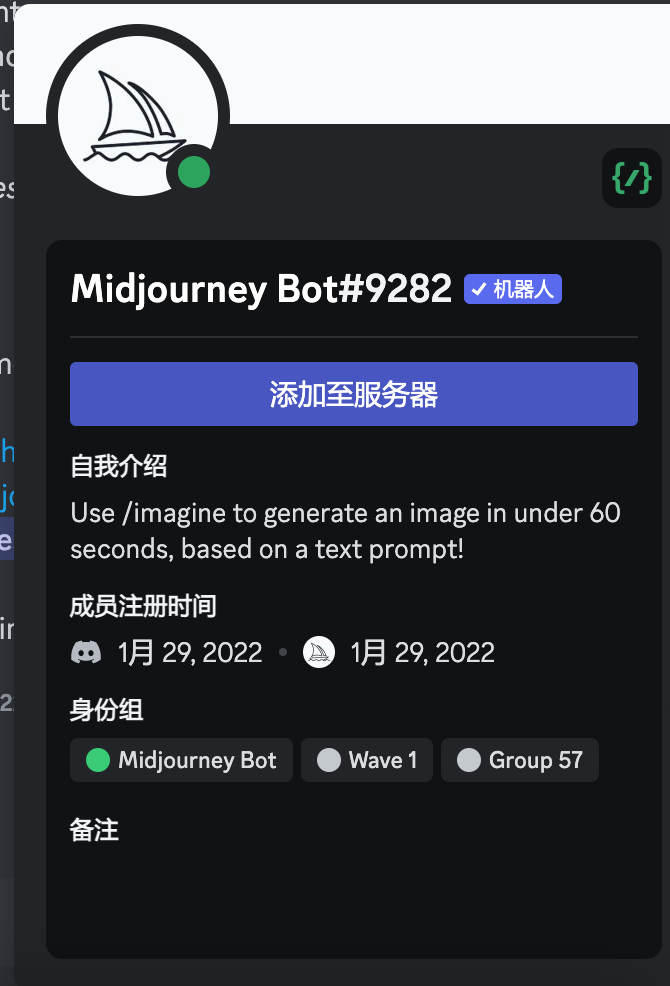 Midjourney Bot#9282 ✓ 机器人
添加至服务器
自我介绍
Use /imagine to generate an image in under 60
seconds, based on a text prompt!
成员注册时间
1月 29, 2022 • 1月 29, 2022
身份组
Midjourney Bot Wave 1 Group 57
备注